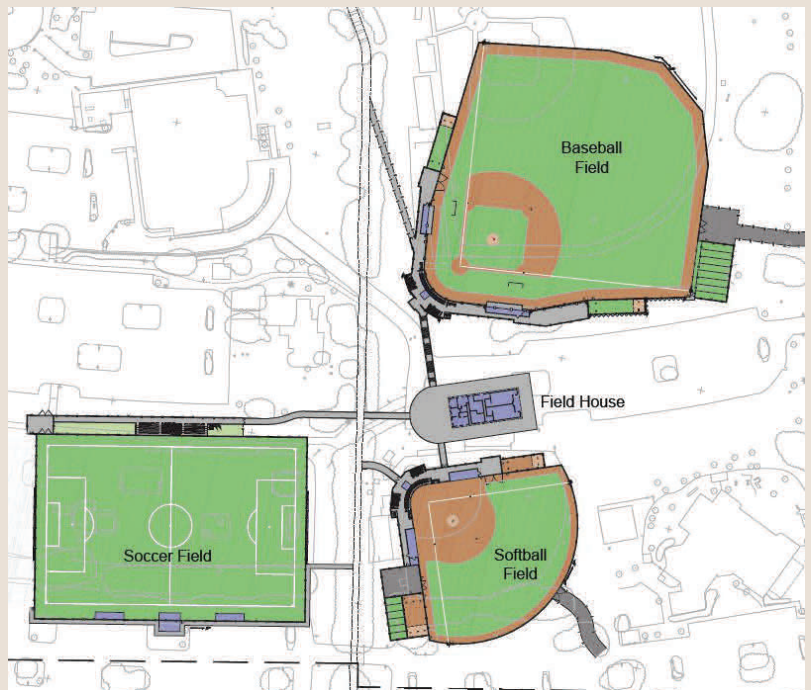 Baseball
Field
Field House
Soccer Field
Softball
Field